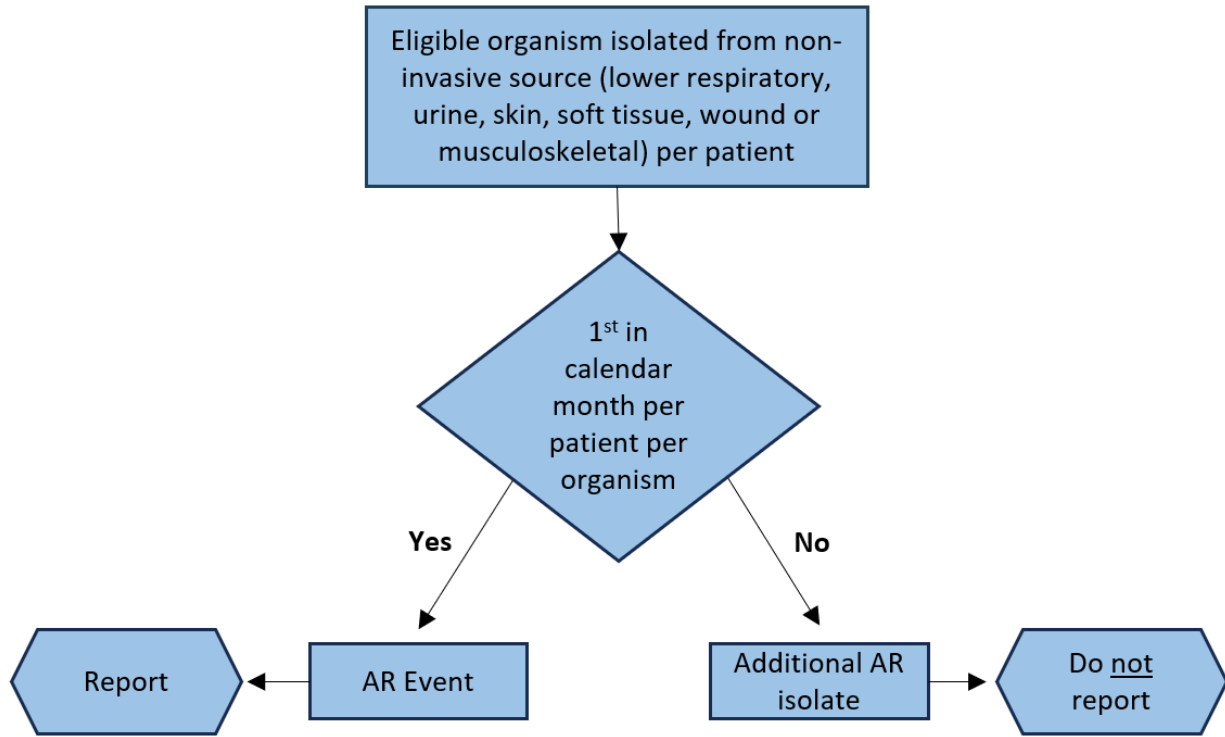 Eligible organism isolated from non-
invasive source (lower respiratory,
urine, skin, soft tissue, wound or
musculoskeletal) per patient
1st in
calendar
month per
patient per
organism
Yes
No
Report
AR Event
Additional AR
isolate
Do not
report